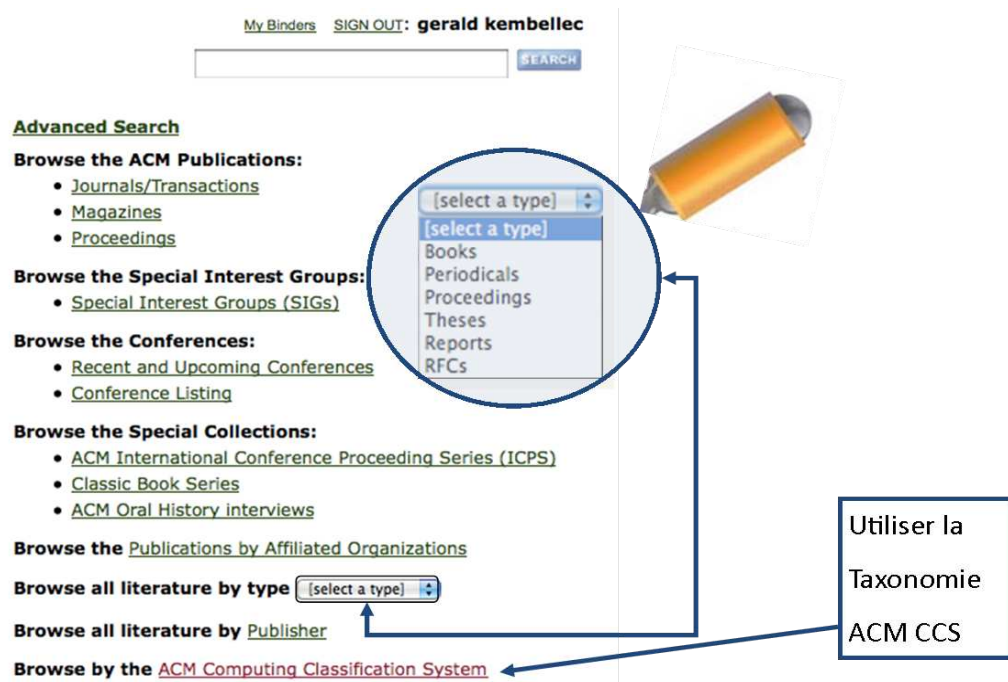 My Binders SIGN OUT: gerald kembellec
SEARCH
Advanced Search
Browse the ACM Publications:
• Journals/Transactions
• Magazines
• Proceedings
Browse the Special Interest Groups:
• Special Interest Groups (SIGs)
Browse the Conferences:
• Recent and Upcoming Conferences
• Conference Listing
Browse the Special Collections:
• ACM International Conference Proceeding Series (ICPS)
• Classic Book Series
• ACM Oral History interviews
Browse the Publications by Affiliated Organizations
Browse all literature by type [select a type]
Browse all literature by Publisher
Browse by the ACM Computing Classification System
[select a type]
[select a type]
Books
Periodicals
Proceedings
Theses
Reports
RFCs
Utiliser la
Taxonomie
ACM CCS